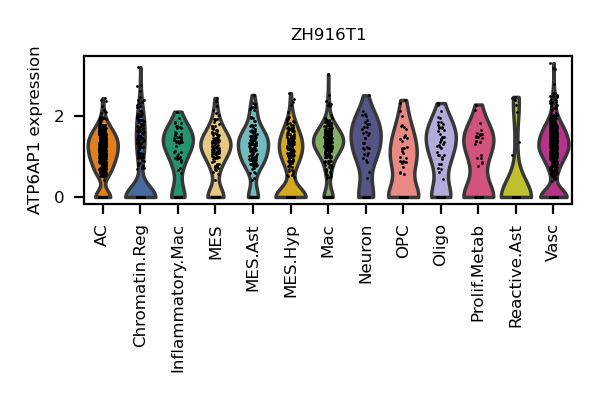 ZH916T1
ATP6AP1 expression
2
0
AC
Chromatin.Reg
Inflammatory.Mac
MES
MES.Ast
MES.Hyp
Mac
Neuron
OPC
Oligo
Prolif.Metab
Reactive.Ast
Vasc